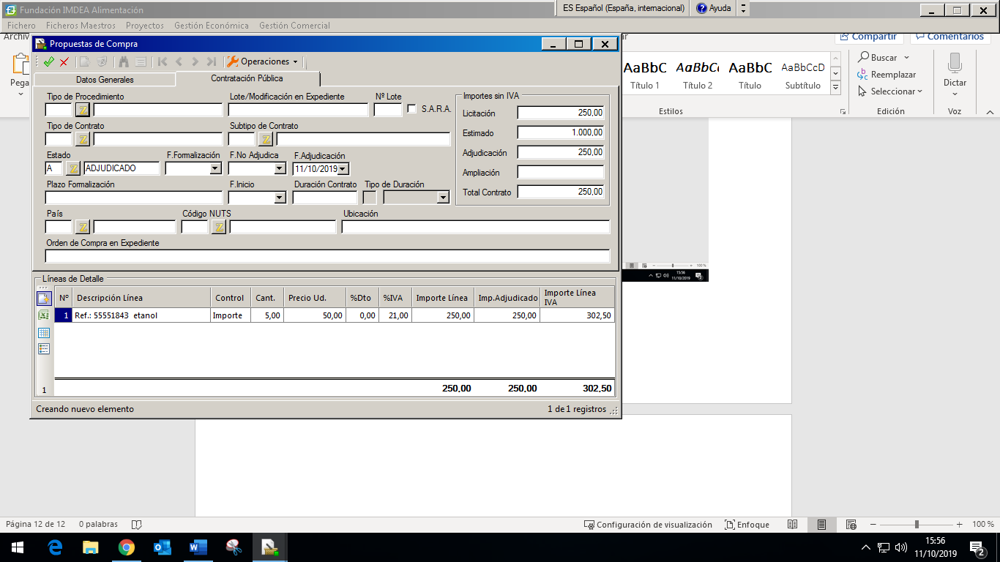 Fundación IMDEA Alimentación
ES Español (España, internacional)
Ayuda
Fichero Ficheros Maestros Proyectos Gestión Económica Gestión Comercial
Compartir
Comentarios
Propuestas de Compra
Operaciones
Datos Generales
Contratación Pública
Pega
AaBbC AaBbCc AaBbC AaBbCcD
Título 1 Título 2 Título Subtítulo
Estilos
Buscar
Reemplazar
Seleccionar
Edición
Dictar
Voz
Tipo de Procedimiento Lote/Modificación en Expediente Nº Lote
S.A.R.A.
Tipo de Contrato Subtipo de Contrato
Estado F.Formalización F.No Adjudica F.Adjudicación
A ADJUDICADO 11/10/2019
Plazo Formalización F.Inicio Duración Contrato Tipo de Duración
País Código NUTS Ubicación
Orden de Compra en Expediente
Importes sin IVA
Licitación 250,00
Estimado 1.000,00
Adjudicación 250,00
Ampliación
Total Contrato 250,00
Líneas de Detalle
Nº Descripción Línea Control Cant. Precio Ud. %Dto %IVA Importe Línea Imp.Adjudicado Importe Línea IVA
1 Ref.: 55551843 etanol Importe 5,00 50,00 0,00 21,00 250,00 250,00 302,50
1 250,00 250,00 302,50
Creando nuevo elemento 1 de 1 registros
100 %
15:56
11/10/2019
Página 12 de 12 0 palabras Configuración de visualización Enfoque 100 %
15:56
11/10/2019
2